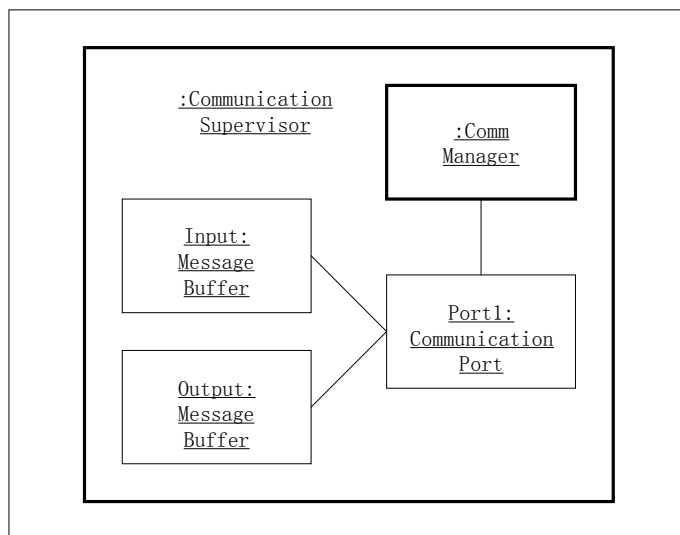 :Communication
Supervisor
:Comm
Manager
Input:
Message
Buffer
Port1:
Communication
Port
Output:
Message
Buffer